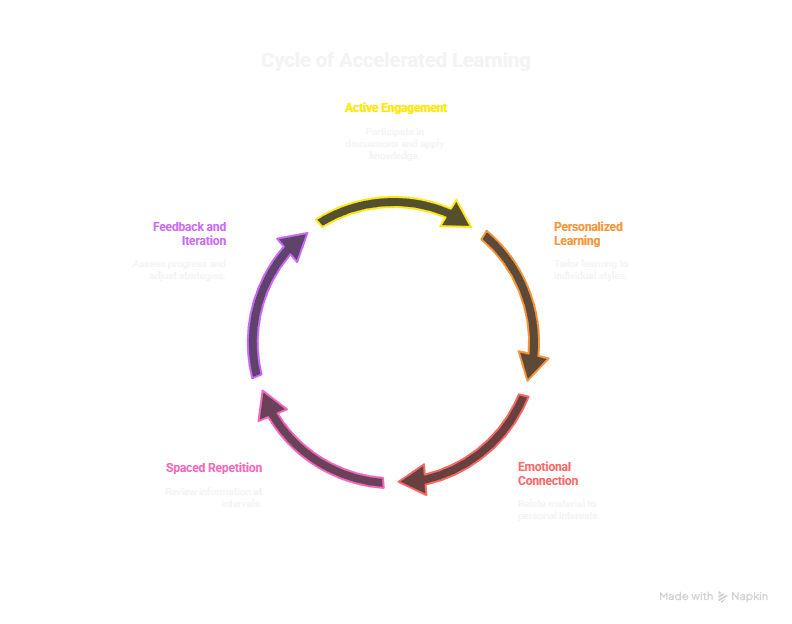 Cycle of Accelerated Learning
Active Engagement
Participate in
discussions and apply
knowledge.
Feedback and
Iteration
Assess progress and
adjust strategies.
Personalized
Learning
Tailor learning to
individual styles.
Spaced Repetition
Review information at
intervals.
Emotional
Connection
Relate material to
personal interests.
Made with Napkin